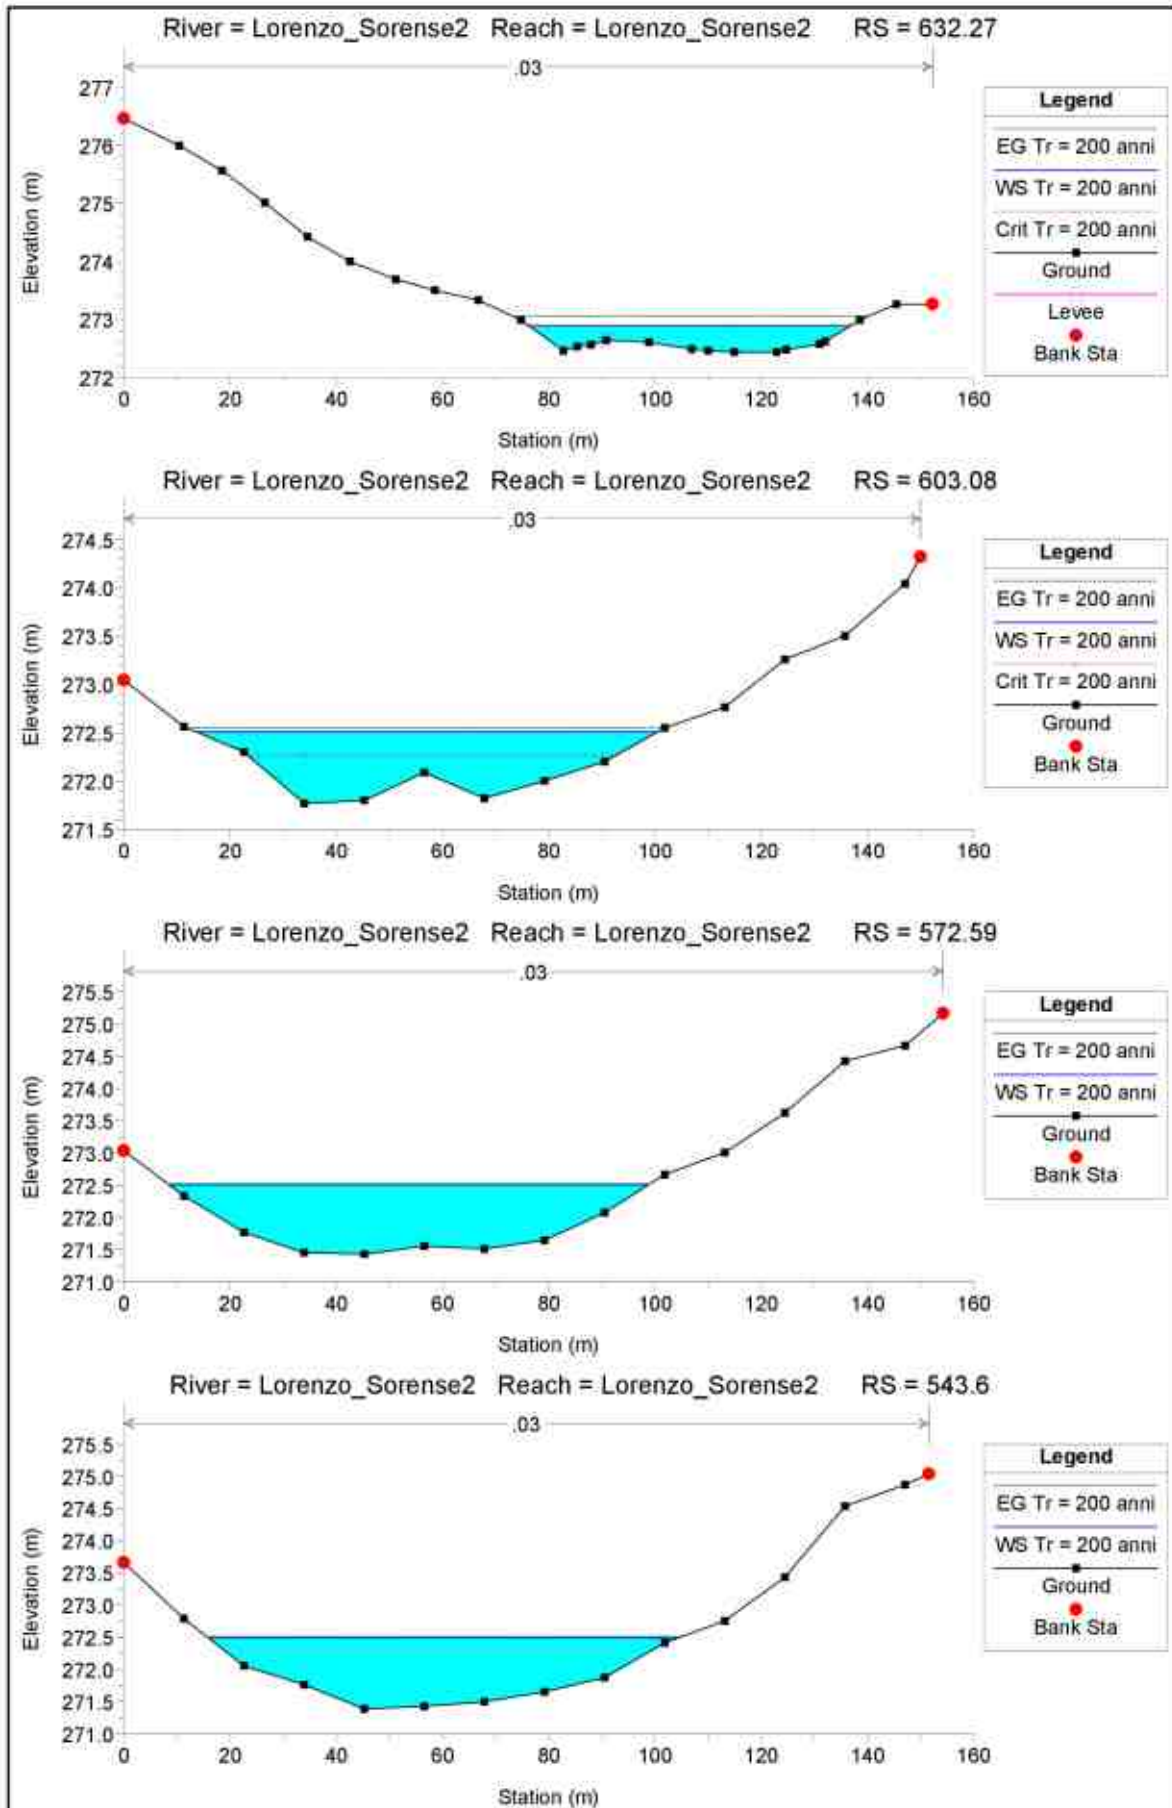 River = Lorenzo_Sorense2 Reach = Lorenzo_Sorense2 RS = 632.27
.03
277
276
275
274
273
272
Elevation (m)
0 20 40 60 80 100 120 140 160
Station (m)
Legend
EG Tr = 200 anni
WS Tr = 200 anni
Crit Tr = 200 anni
Ground
Levee
Bank Sta
River = Lorenzo_Sorense2 Reach = Lorenzo_Sorense2 RS = 603.08
.03
274.5
274.0
273.5
273.0
272.5
272.0
271.5
Elevation (m)
0 20 40 60 80 100 120 140 160
Station (m)
Legend
EG Tr = 200 anni
WS Tr = 200 anni
Crit Tr = 200 anni
Ground
Bank Sta
River = Lorenzo_Sorense2 Reach = Lorenzo_Sorense2 RS = 572.59
.03
275.5
275.0
274.5
274.0
273.5
273.0
272.5
272.0
271.5
271.0
Elevation (m)
0 20 40 60 80 100 120 140 160
Station (m)
Legend
EG Tr = 200 anni
WS Tr = 200 anni
Ground
Bank Sta
River = Lorenzo_Sorense2 Reach = Lorenzo_Sorense2 RS = 543.6
.03
275.5
275.0
274.5
274.0
273.5
273.0
272.5
272.0
271.5
271.0
Elevation (m)
0 20 40 60 80 100 120 140 160
Station (m)
Legend
EG Tr = 200 anni
WS Tr = 200 anni
Ground
Bank Sta